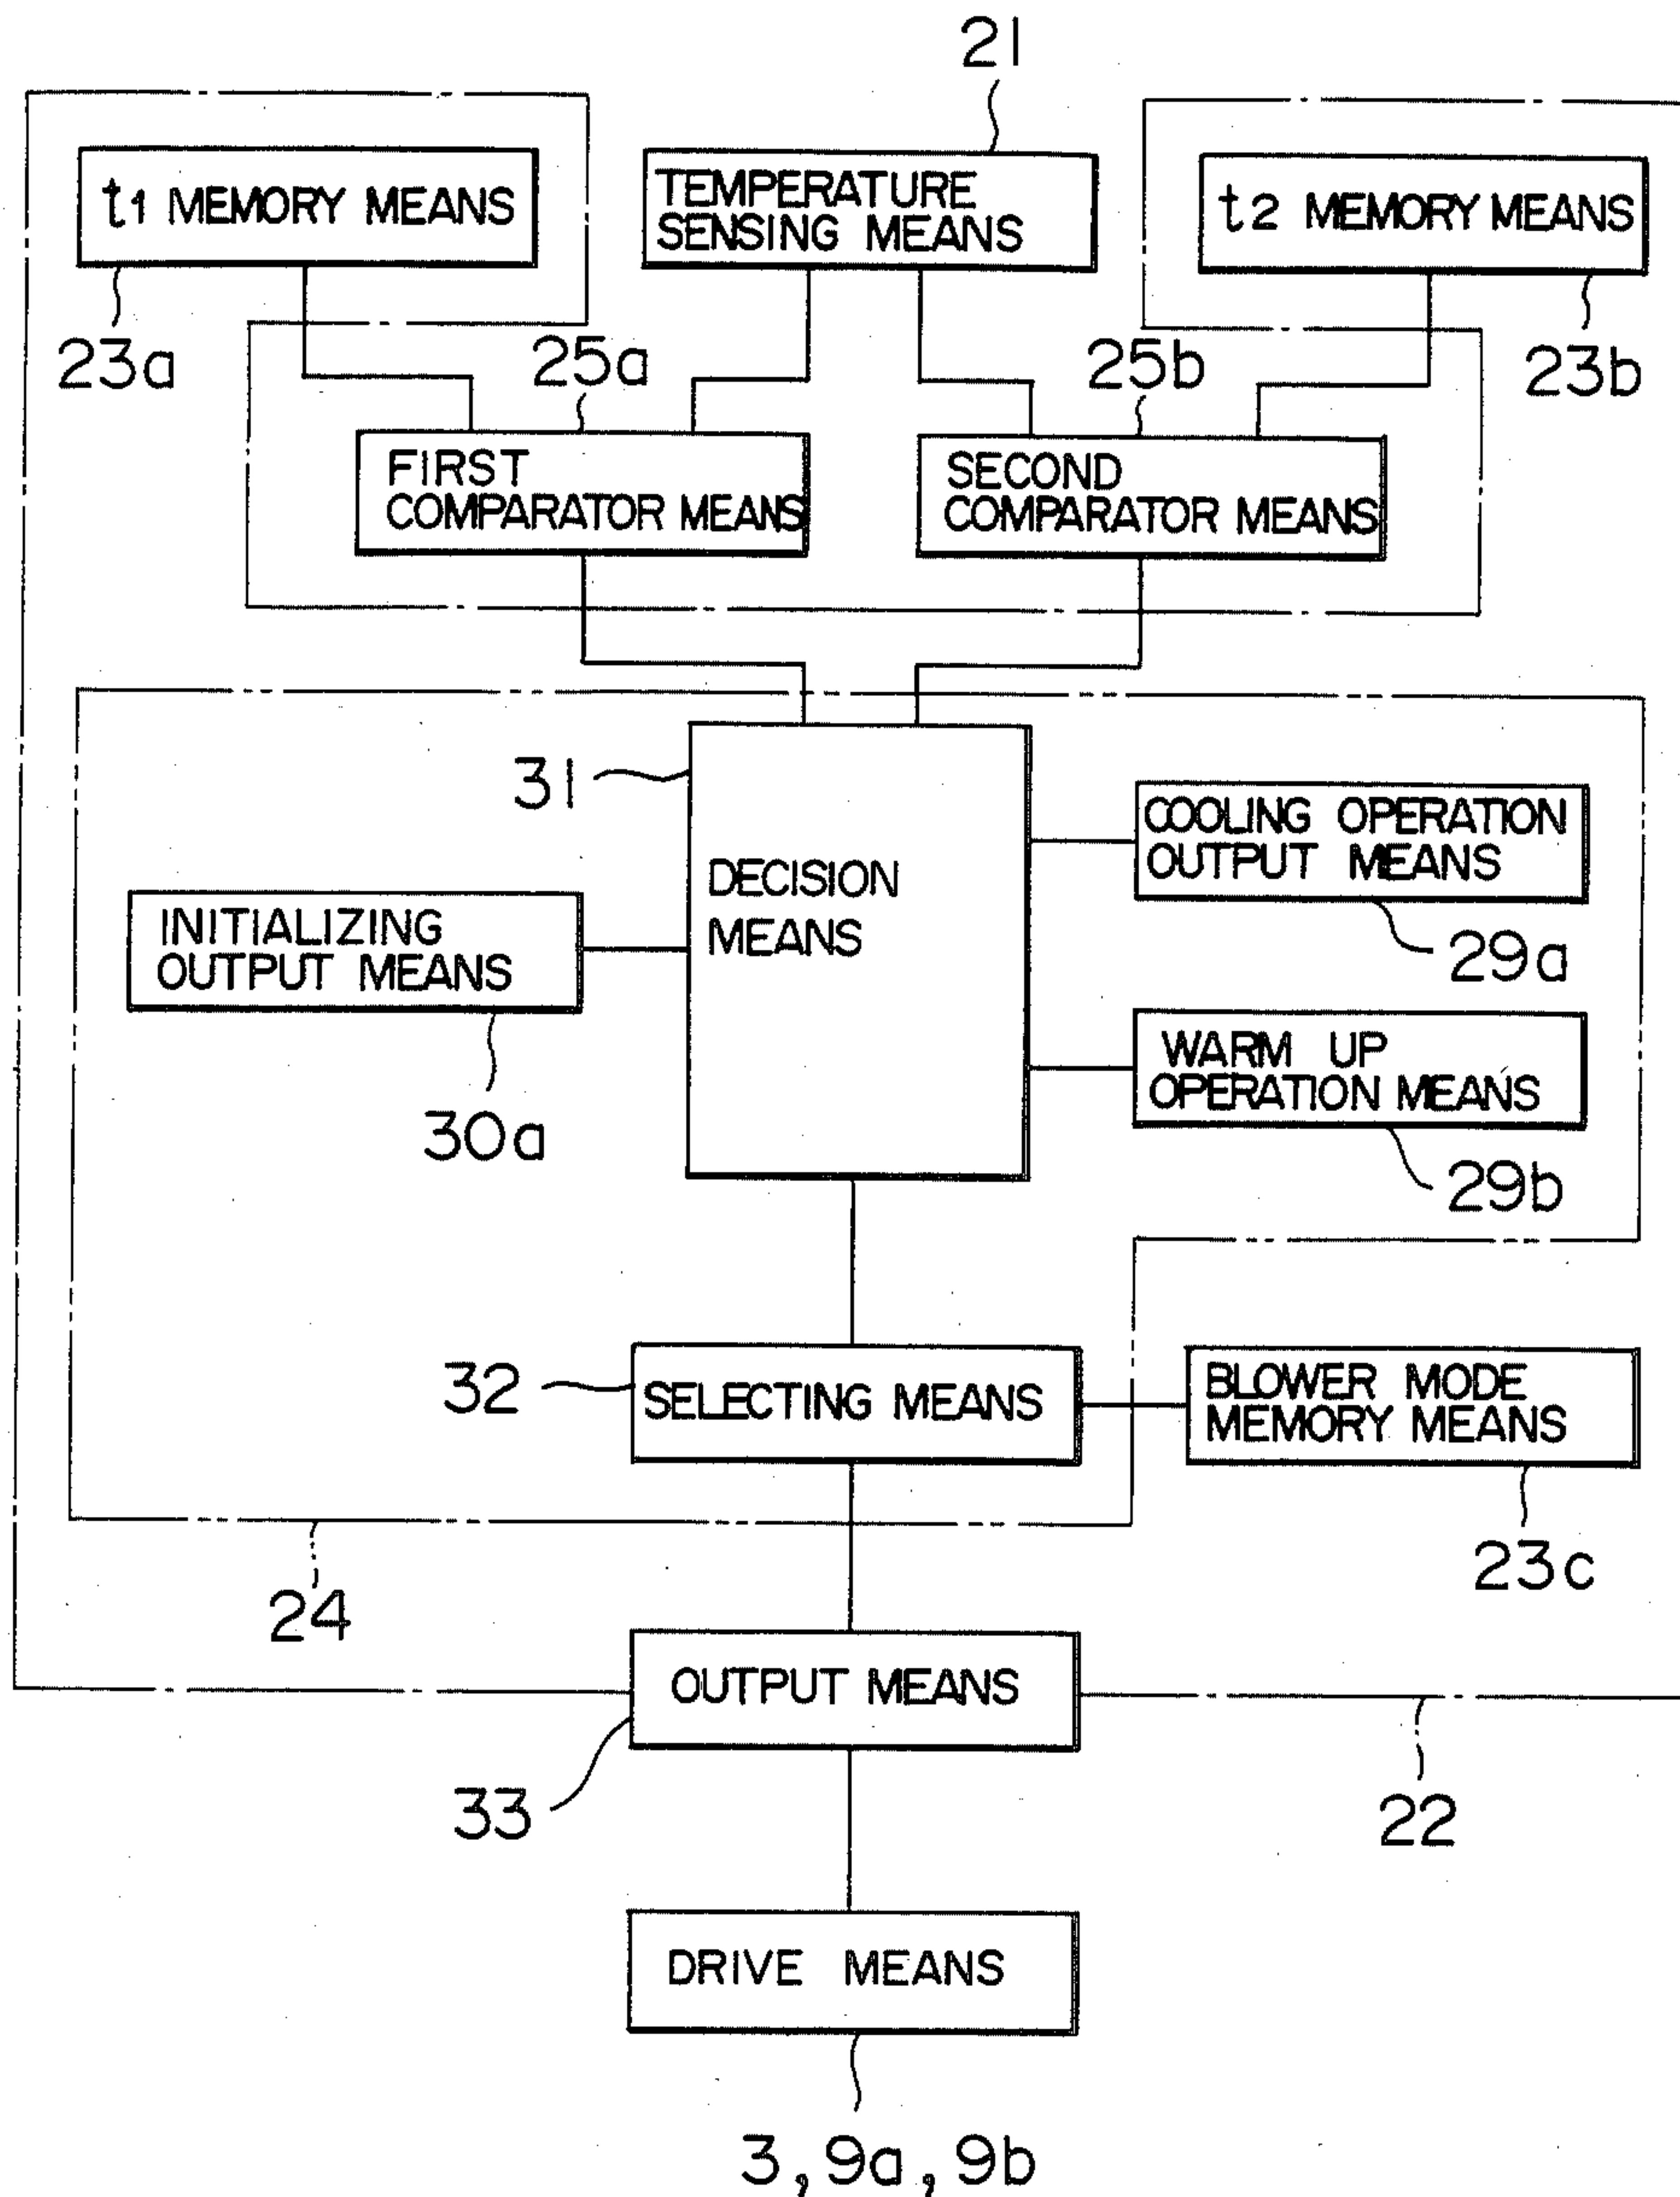 21
t1 MEMORY MEANS
TEMPERATURE
SENSING MEANS
t2 MEMORY MEANS
23a
25a
25b
23b
FIRST
COMPARATOR MEANS
SECOND
COMPARATOR MEANS
31
DECISION
MEANS
COOLING OPERATION
OUTPUT MEANS
29a
INITIALIZING
OUTPUT MEANS
30a
WARM UP
OPERATION MEANS
29b
32
SELECTING MEANS
BLOWER MODE
MEMORY MEANS
23c
24
OUTPUT MEANS
33
22
DRIVE MEANS
3, 9a, 9b